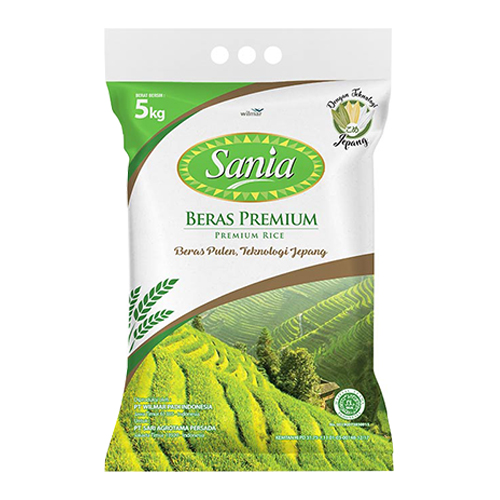 BERAT BERSIH :
5kg
wilmar
Dengan Teknologi
Jepang
Sania
BERAS PREMIUM
PREMIUM RICE
Beras Pulen, Teknologi Jepang
PT. WILMAR PADI INDONESIA
PT. SARI AGROTAMA PERSADA